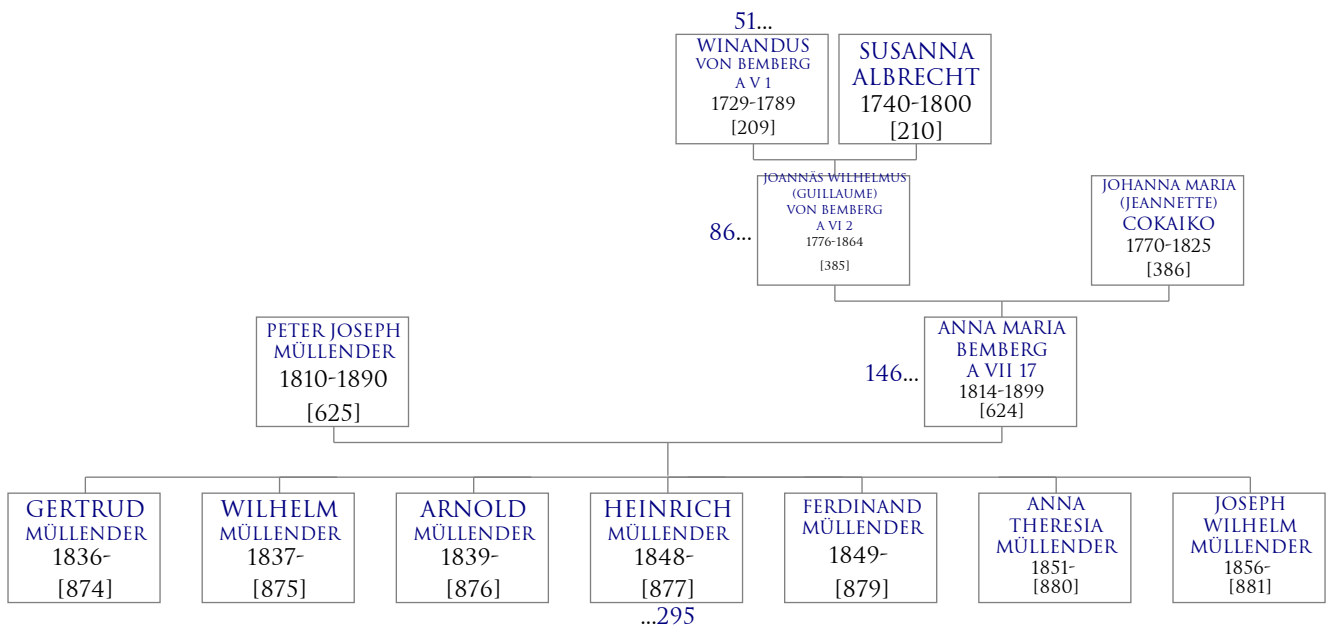 51...
WINANDUS
VON BEMBERG
A V 1
1729-1789
[209]
SUSANNA
ALBRECHT
1740-1800
[210]
JOANNÄS WILHELMUS
(GUILLAUME)
VON BEMBERG
A VI 2
1776-1864
[385]
86...
JOHANNA MARIA
(JEANNETTE)
COKAIKO
1770-1825
[386]
PETER JOSEPH
MÜLLENDER
1810-1890
[625]
146...
ANNA MARIA
BEMBERG
A VII 17
1814-1899
[624]
GERTRUD
MÜLLENDER
1836-
[874]
WILHELM
MÜLLENDER
1837-
[875]
ARNOLD
MÜLLENDER
1839-
[876]
HEINRICH
MÜLLENDER
1848-
[877]
...295
FERDINAND
MÜLLENDER
1849-
[879]
ANNA
THERESIA
MÜLLENDER
1851-
[880]
JOSEPH
WILHELM
MÜLLENDER
1856-
[881]